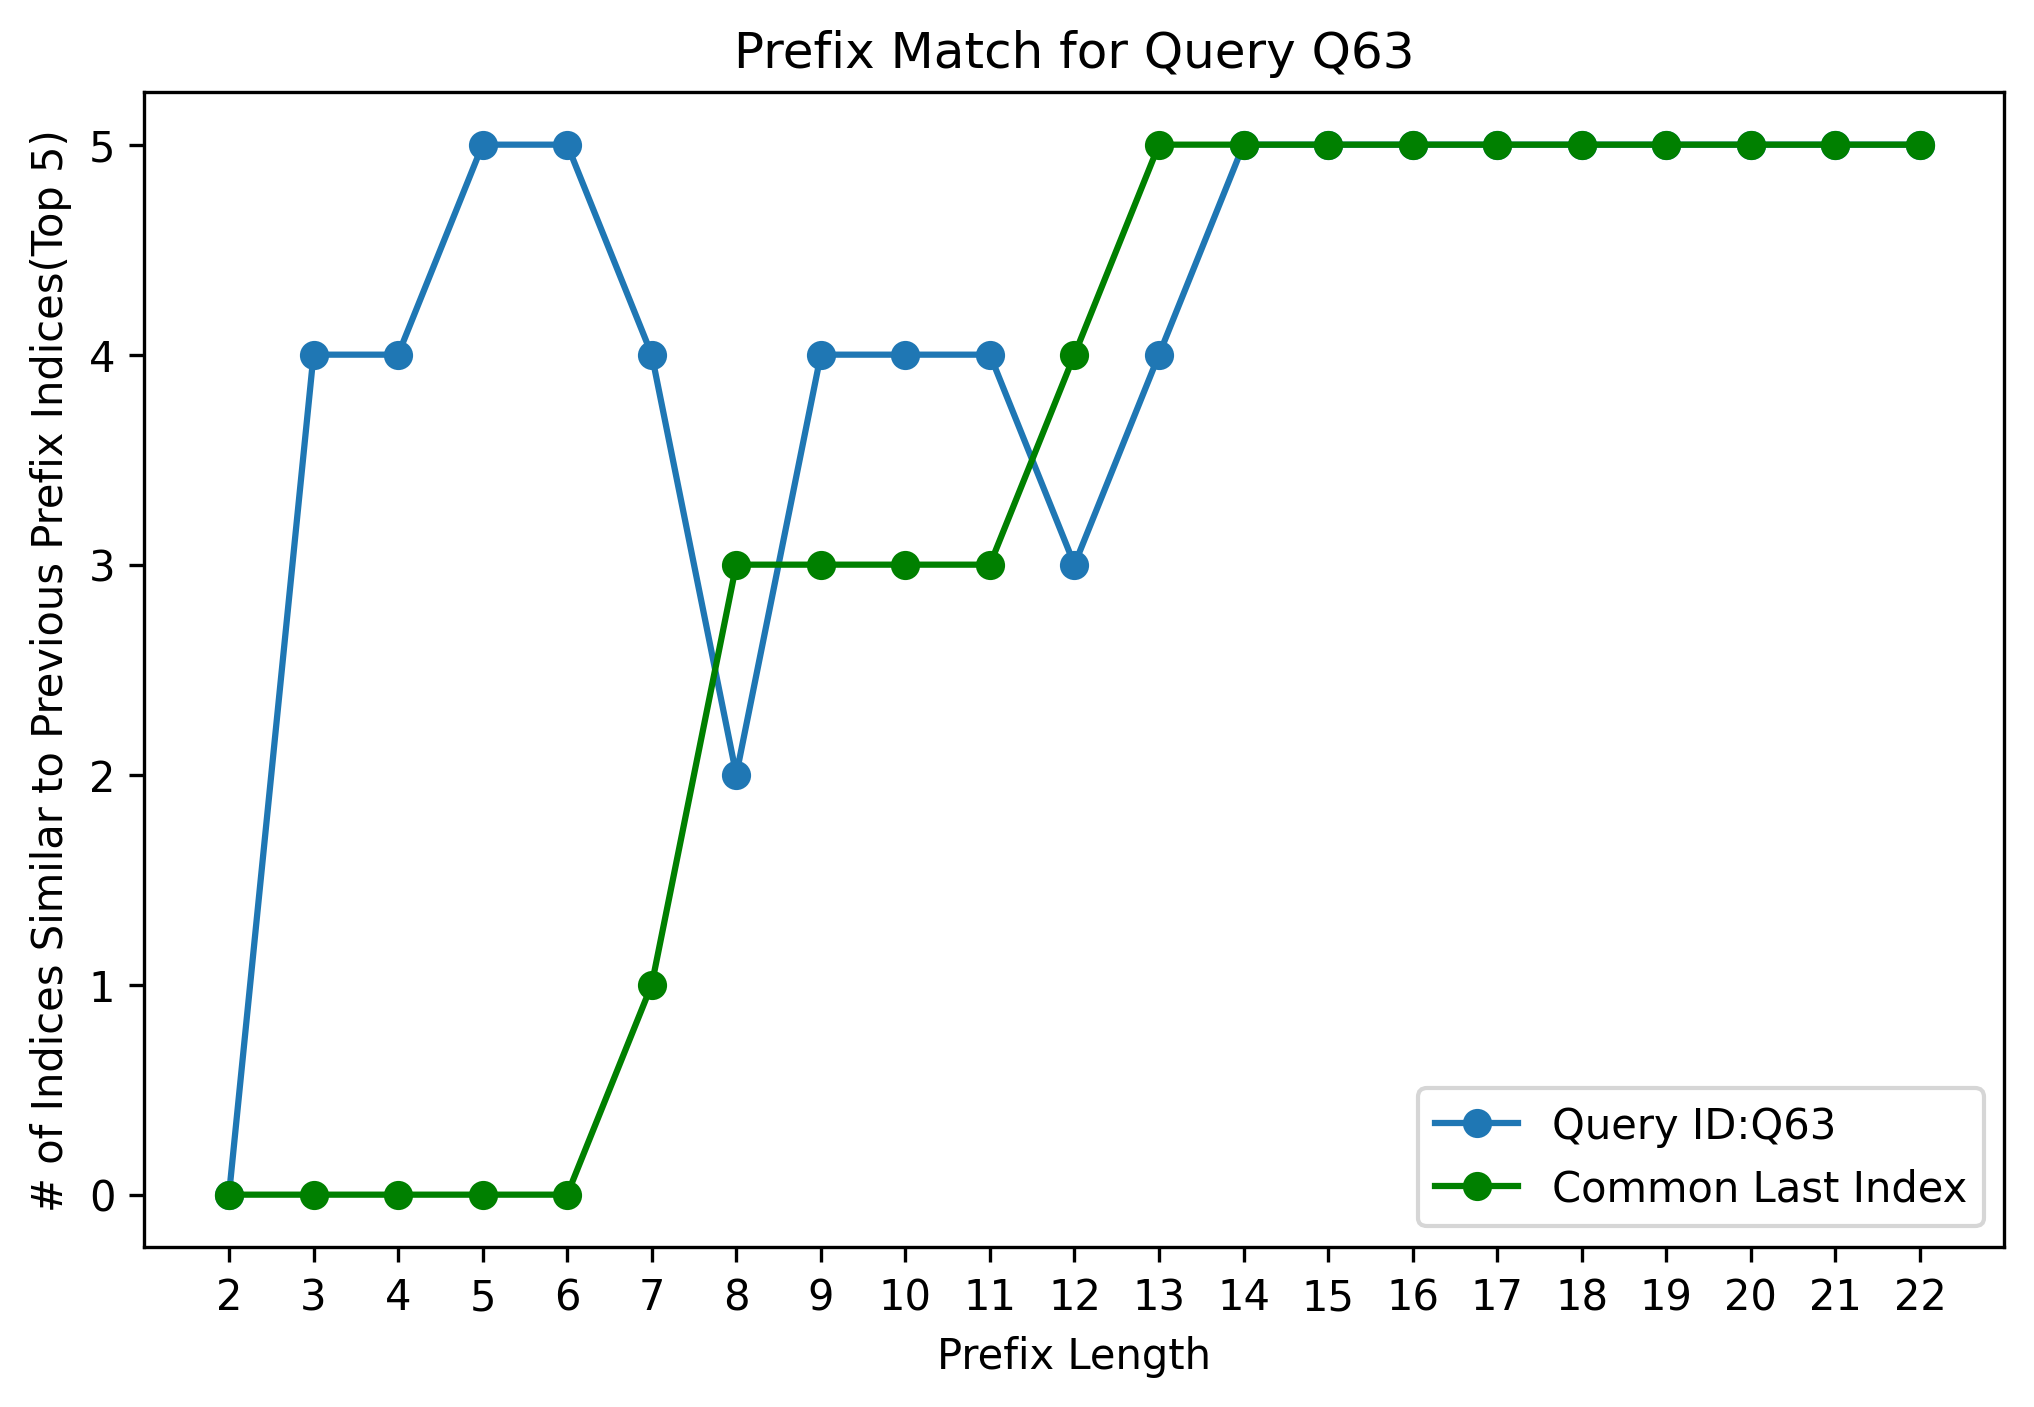 Prefix Match for Query Q63
# of Indices Similar to Previous Prefix Indices(Top 5)
5
4
3
2
1
0
2 3 4 5 6 7 8 9 10 11 12 13 14 15 16 17 18 19 20 21 22
Prefix Length
Query ID:Q63
Common Last Index